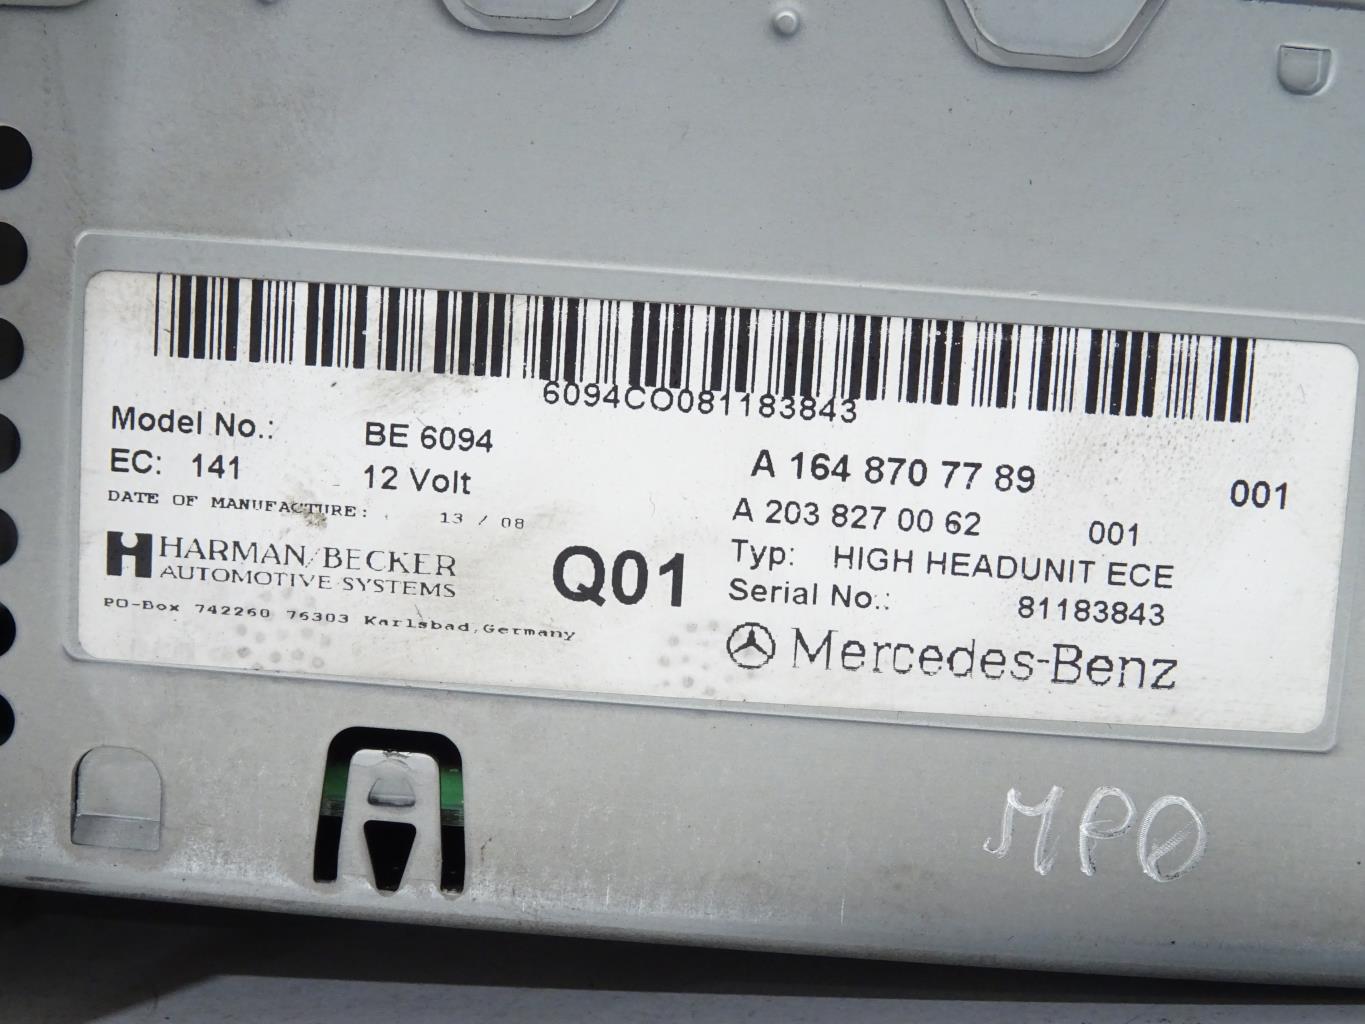 6094CO081183843
Model No.: BE 6094
EC: 141 12 Volt
DATE OF MANUFACTURE: 13 / 08
HARMAN/BECKER
AUTOMOTIVE SYSTEMS
PO-Box 742260 76303 Karlsbad, Germany
Q01
A 164 870 77 89 001
A 203 827 00 62 001
Typ: HIGH HEADUNIT ECE
Serial No.: 81183843
Mercedes-Benz
MPO